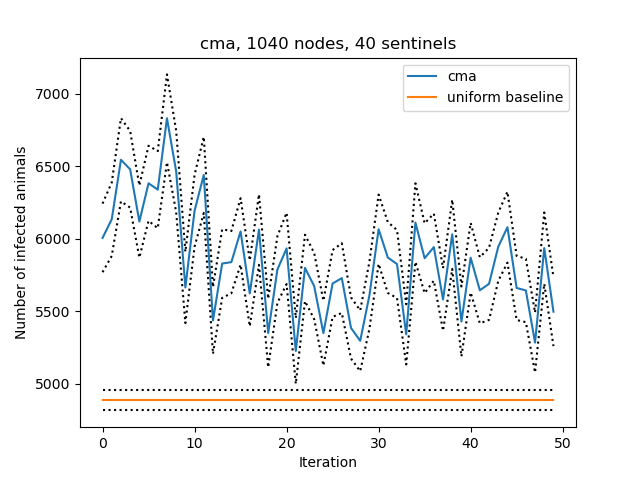 cma, 1040 nodes, 40 sentinels
cma
uniform baseline
7000
6500
6000
5500
5000
Number of infected animals
0 10 20 30 40 50
Iteration